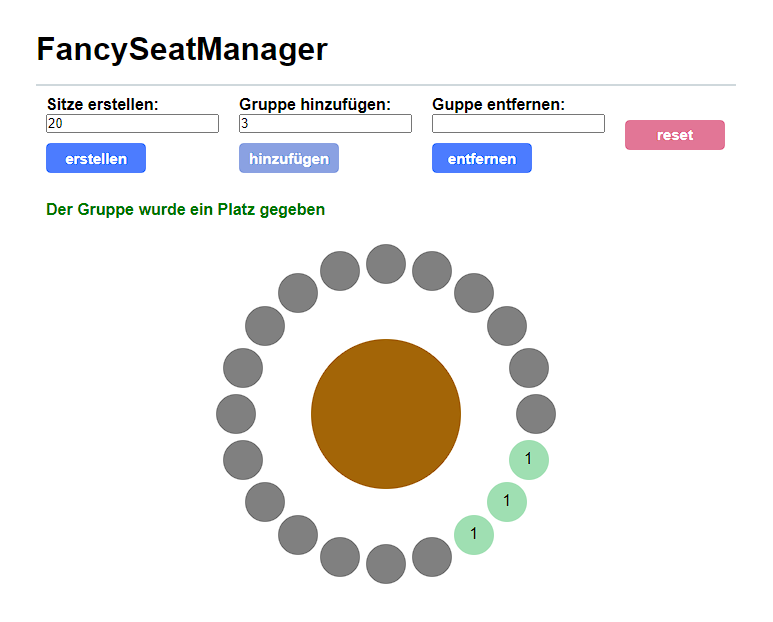 FancySeatManager
Sitze erstellen: Gruppe hinzufügen: Guppe entfernen:
20 3
reset
erstellen hinzufügen entfernen
Der Gruppe wurde ein Platz gegeben
1
1
1